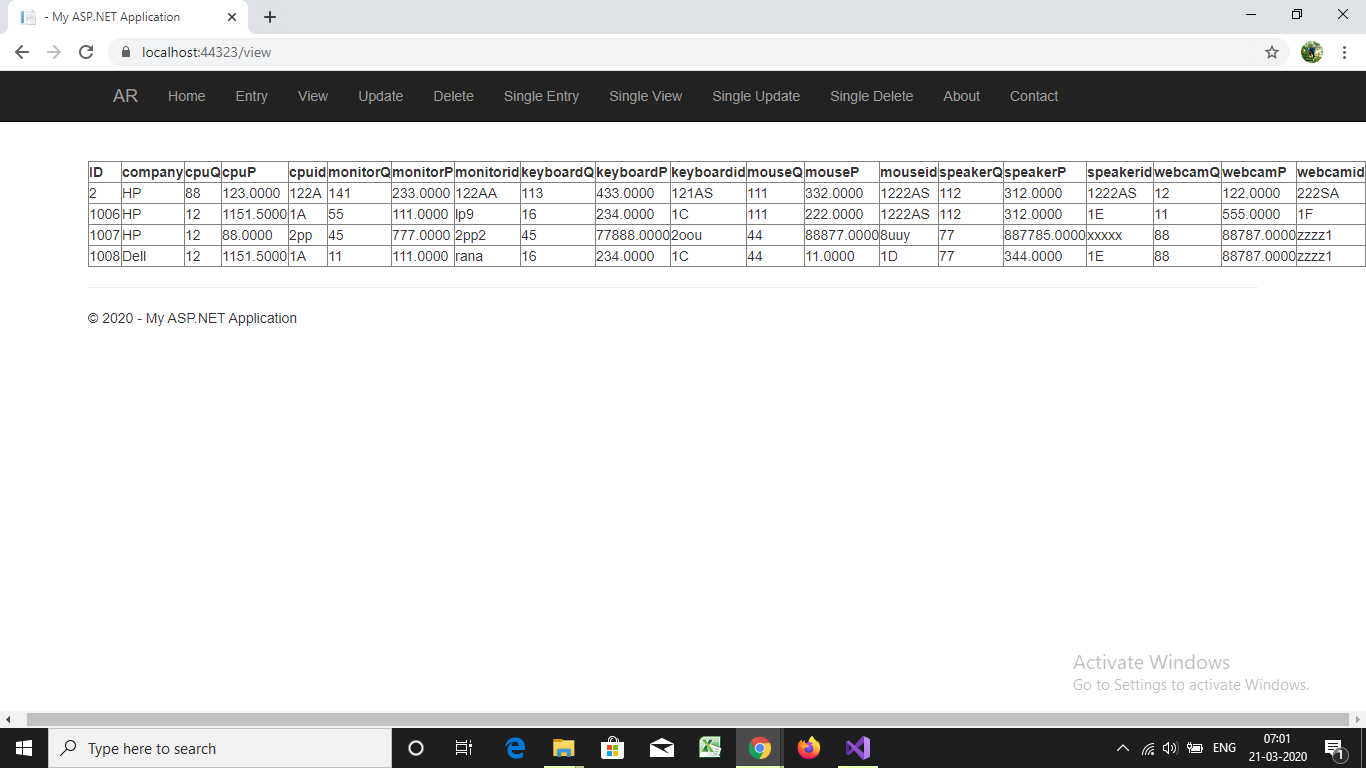 - My ASP.NET Application
localhost:44323/view
AR Home Entry View Update Delete Single Entry Single View Single Update Single Delete About Contact
ID company cpuQ cpuP cpuid monitorQ monitorP monitorid keyboardQ keyboardP keyboardid mouseQ mouseP mouseid speakerQ speakerP speakerid webcamQ webcamP webcamid
2 HP 88 123.0000 122A 141 233.0000 122AA 113 433.0000 121AS 111 332.0000 1222AS 112 312.0000 1222AS 12 122.0000 222SA
1006 HP 12 1151.5000 1A 55 111.0000 lp9 16 234.0000 1C 111 222.0000 1222AS 112 312.0000 1E 11 555.0000 1F
1007 HP 12 88.0000 2pp 45 777.0000 2pp2 45 77888.0000 2oou 44 88877.0000 8uuy 77 887785.0000 xxxxx 88 88787.0000 zzzz1
1008 Dell 12 1151.5000 1A 11 111.0000 rana 16 234.0000 1C 44 11.0000 1D 77 344.0000 1E 88 88787.0000 zzzz1
© 2020 - My ASP.NET Application
Activate Windows
Go to Settings to activate Windows.
Type here to search
ENG
07:01
21-03-2020
1